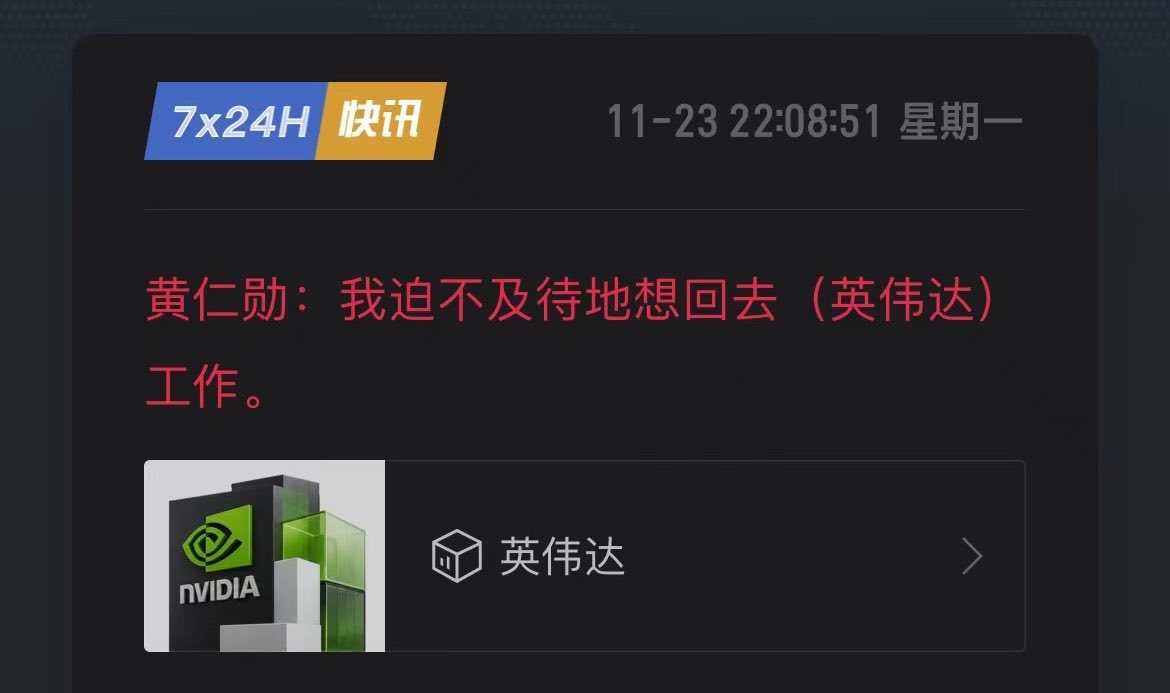 7x24H 快讯
11-23 22:08:51 星期一
黄仁勋：我迫不及待地想回去（英伟达）
工作。
NVIDIA
英伟达